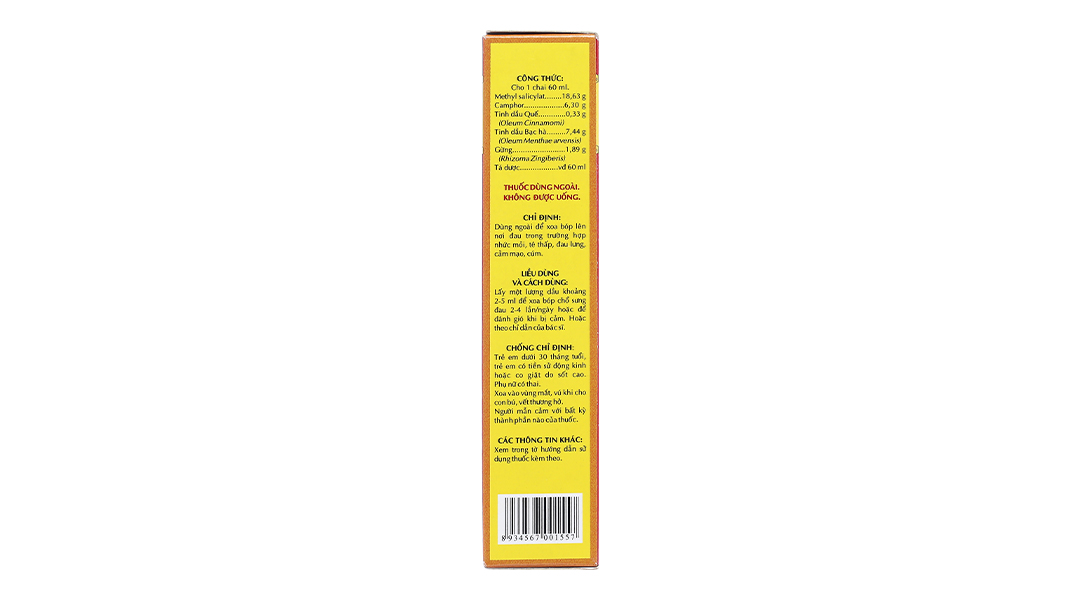 CÔNG THỨC:
Cho 1 chai 60 ml.
Methyl salicylat........18,63 g
Camphor...................6,30 g
Tinh dầu Quế.............0,33 g
(Oleum Cinnamomi)
Tinh dầu Bạc hà.........7,44 g
(Oleum Menthae arvensis)
Gừng.........................1,89 g
(Rhizoma Zingiberis)
Tá dược..................vđ 60 ml
THUỐC DÙNG NGOÀI.
KHÔNG ĐƯỢC UỐNG.
CHỈ ĐỊNH:
Dùng ngoài để xoa bóp lên
nơi đau trong trường hợp
nhức mỏi, tê thấp, đau lưng,
cảm mạo, cúm.
LIỀU DÙNG
VÀ CÁCH DÙNG:
Lấy một lượng dầu khoảng
2-5 ml để xoa bóp chỗ sưng
đau 2-4 lần/ngày hoặc để
đánh gió khi bị cảm. Hoặc
theo chỉ dẫn của bác sĩ.
CHỐNG CHỈ ĐỊNH:
Trẻ em dưới 30 tháng tuổi,
trẻ em có tiền sử động kinh
hoặc co giật do sốt cao.
Phụ nữ có thai.
Xoa vào vùng mắt, vú khi cho
con bú, vết thương hở.
Người mẫn cảm với bất kỳ
thành phần nào của thuốc.
CÁC THÔNG TIN KHÁC:
Xem trong tờ hướng dẫn sử
dụng thuốc kèm theo.
8 934567 001557